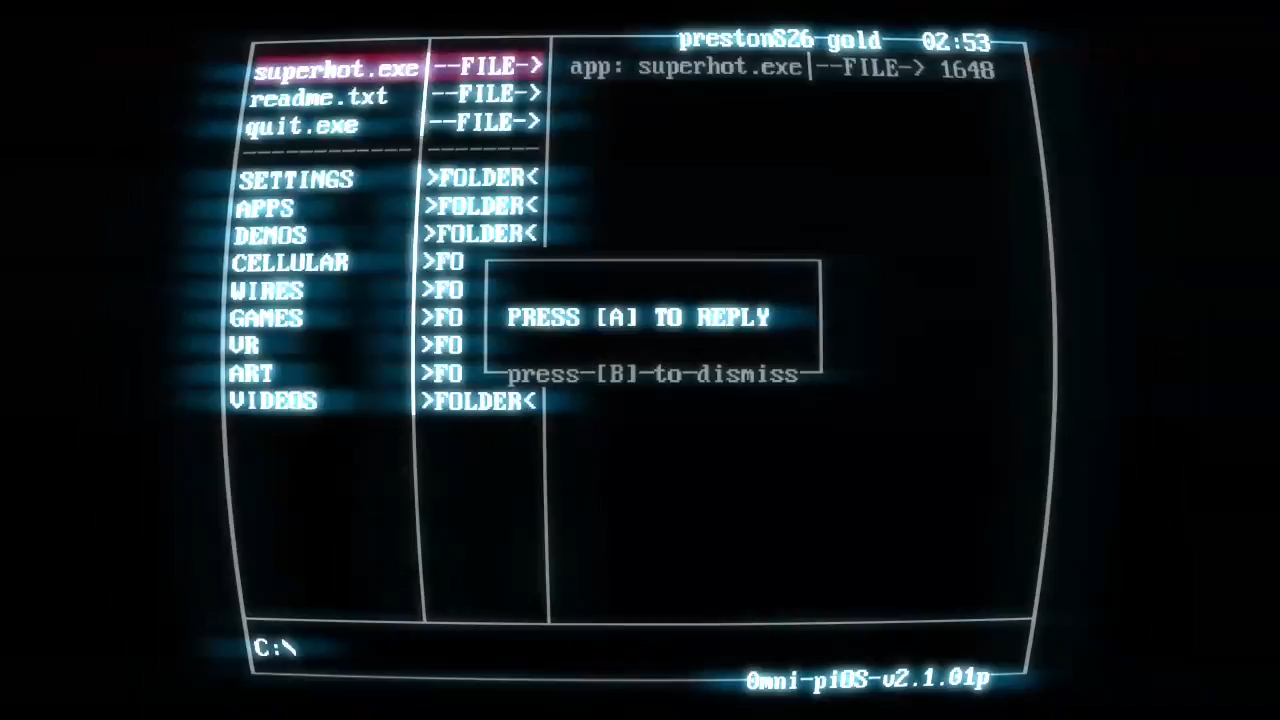 preston826 gold 02:53
superhot.exe --FILE-> app: superhot.exe|--FILE-> 1648
readme.txt --FILE->
quit.exe --FILE->
SETTINGS >FOLDER<
APPS >FOLDER<
DEMOS >FOLDER<
CELLULAR >FO
WIRES >FO
GAMES >FO
VR >FO
ART >FO
VIDEOS >FOLDER<
PRESS [A] TO REPLY
press-[B]-to-dismiss
C:\
0mni-piOS-v2.1.01p